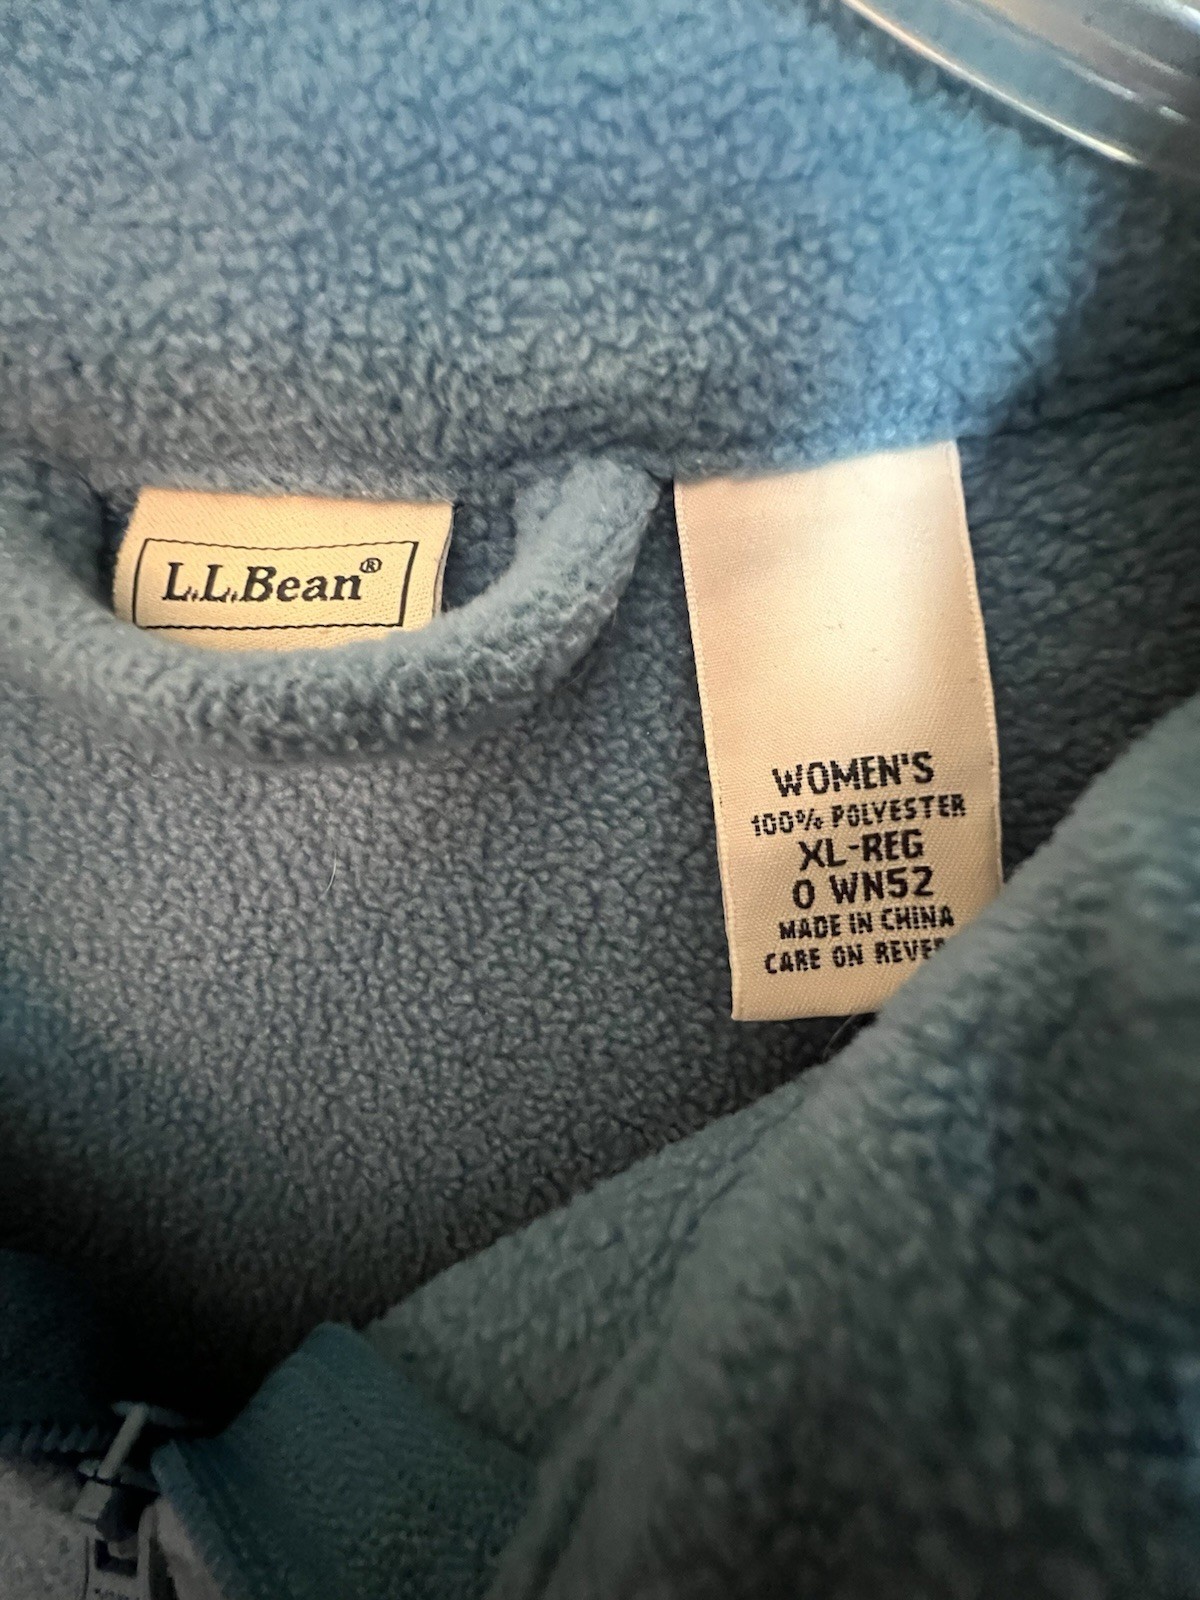 L.L.Bean®
WOMEN'S
100% POLYESTER
XL-REG
0 WN52
MADE IN CHINA
CARE ON REVER